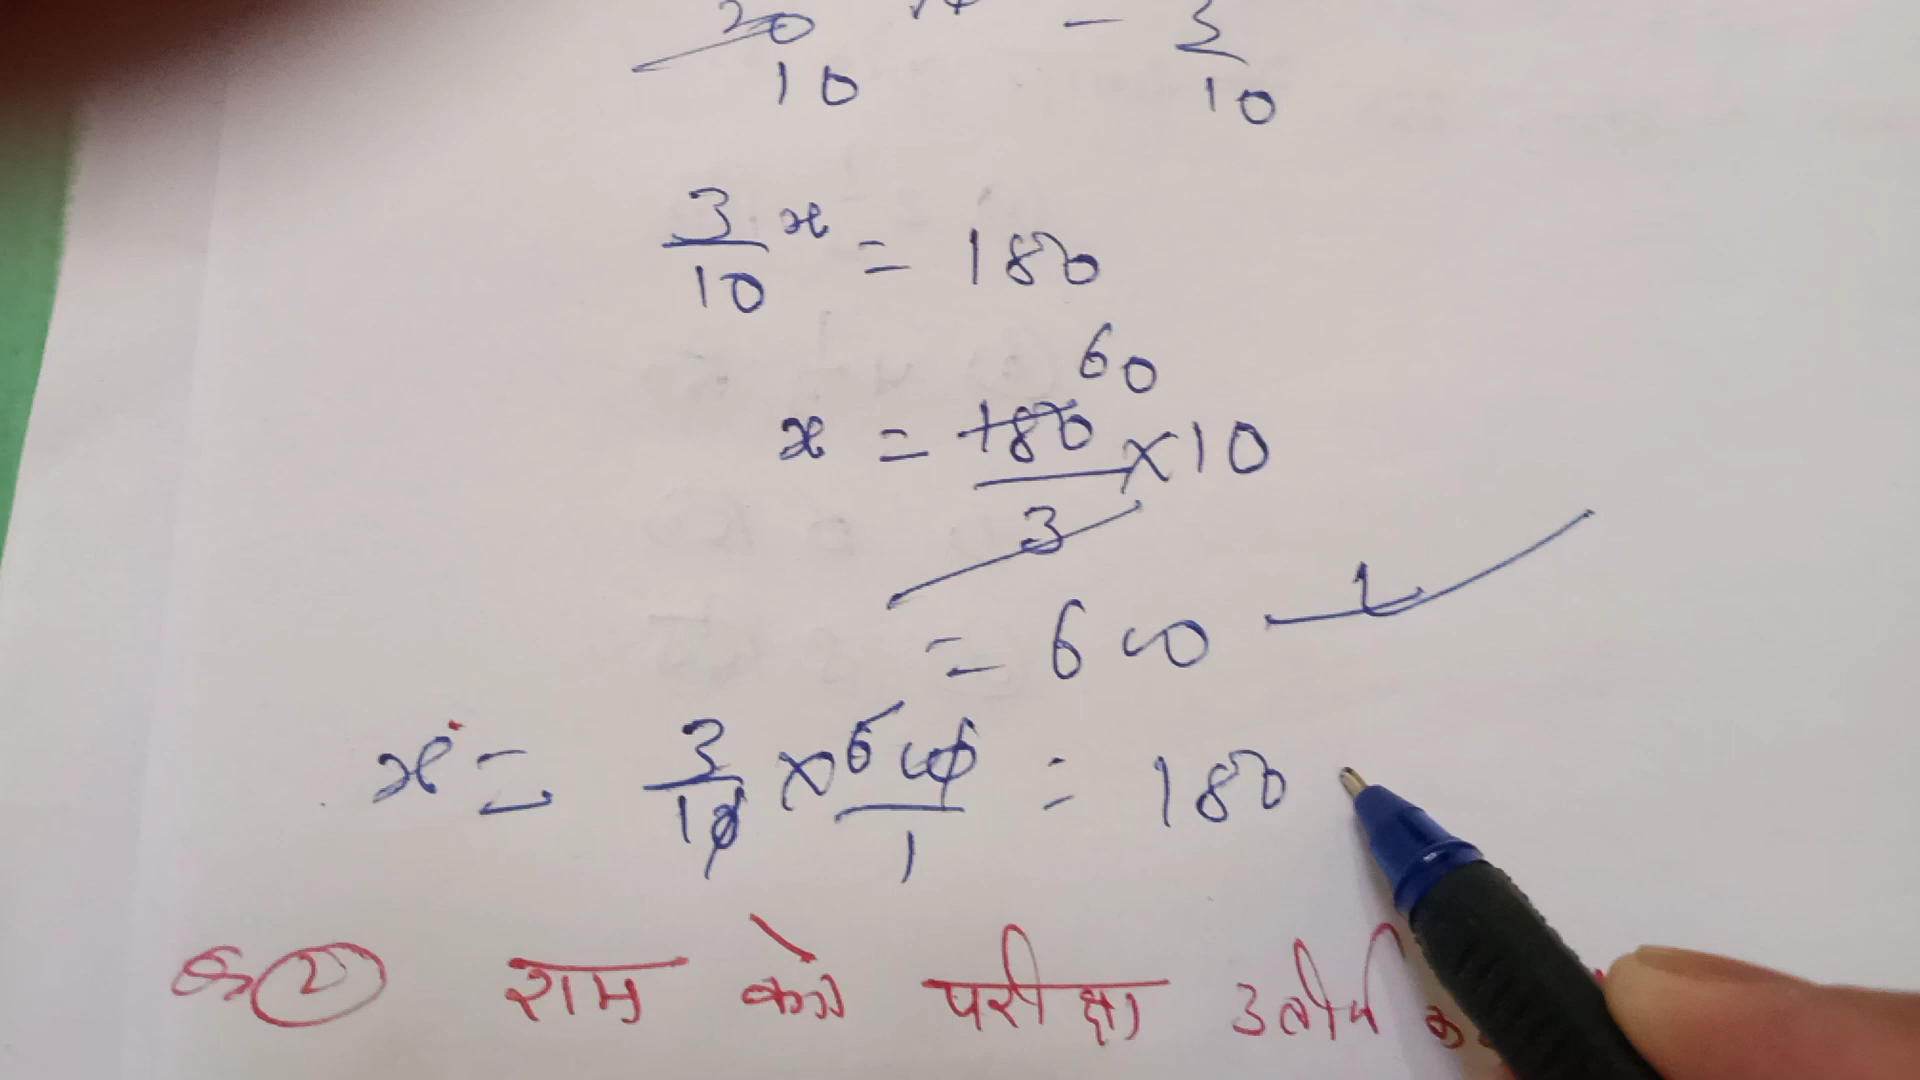 20 - 3
10 10
3/10 x = 180
60
x = 180/3 × 10
= 600
x = 3/10 × 600/1 = 180
② राम को परीक्षा उतीर्ण